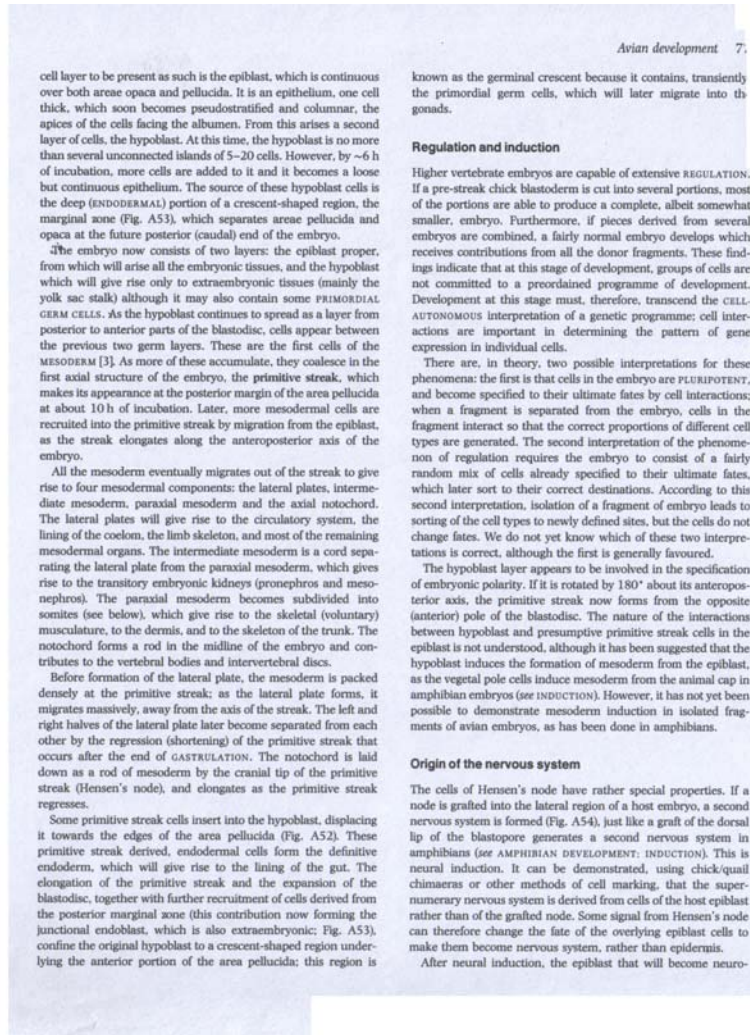 Avian development 7
cell layer to be present as such is the epiblast, which is continuous
over both areae opaca and pellucida. It is an epithelium, one cell
thick, which soon becomes pseudostratified and columnar, the
apices of the cells facing the albumen. From this arises a second
layer of cells, the hypoblast. At this time, the hypoblast is no more
than several unconnected islands of 5–20 cells. However, by ~6 h
of incubation, more cells are added to it and it becomes a loose
but continuous epithelium. The source of these hypoblast cells is
the deep (ENDODERMAL) portion of a crescent-shaped region, the
marginal zone (Fig. A53), which separates areae pellucida and
opaca at the future posterior (caudal) end of the embryo.
The embryo now consists of two layers: the epiblast proper,
from which will arise all the embryonic tissues, and the hypoblast
which will give rise only to extraembryonic tissues (mainly the
yolk sac stalk) although it may also contain some PRIMORDIAL
GERM CELLS. As the hypoblast continues to spread as a layer from
posterior to anterior parts of the blastodisc, cells appear between
the previous two germ layers. These are the first cells of the
MESODERM [3]. As more of these accumulate, they coalesce in the
first axial structure of the embryo, the primitive streak, which
makes its appearance at the posterior margin of the area pellucida
at about 10 h of incubation. Later, more mesodermal cells are
recruited into the primitive streak by migration from the epiblast,
as the streak elongates along the anteroposterior axis of the
embryo.
All the mesoderm eventually migrates out of the streak to give
rise to four mesodermal components: the lateral plates, interme-
diate mesoderm, paraxial mesoderm and the axial notochord.
The lateral plates will give rise to the circulatory system, the
lining of the coelom, the limb skeleton, and most of the remaining
mesodermal organs. The intermediate mesoderm is a cord sepa-
rating the lateral plate from the paraxial mesoderm, which gives
rise to the transitory embryonic kidneys (pronephros and meso-
nephros). The paraxial mesoderm becomes subdivided into
somites (see below), which give rise to the skeletal (voluntary)
musculature, to the dermis, and to the skeleton of the trunk. The
notochord forms a rod in the midline of the embryo and con-
tributes to the vertebral bodies and intervertebral discs.
Before formation of the lateral plate, the mesoderm is packed
densely at the primitive streak; as the lateral plate forms, it
migrates massively, away from the axis of the streak. The left and
right halves of the lateral plate later become separated from each
other by the regression (shortening) of the primitive streak that
occurs after the end of GASTRULATION. The notochord is laid
down as a rod of mesoderm by the cranial tip of the primitive
streak (Hensen's node), and elongates as the primitive streak
regresses.
Some primitive streak cells insert into the hypoblast, displacing
it towards the edges of the area pellucida (Fig. A52). These
primitive streak derived, endodermal cells form the definitive
endoderm, which will give rise to the lining of the gut. The
elongation of the primitive streak and the expansion of the
blastodisc, together with further recruitment of cells derived from
the posterior marginal zone (this contribution now forming the
junctional endoblast, which is also extraembryonic; Fig. A53),
confine the original hypoblast to a crescent-shaped region under-
lying the anterior portion of the area pellucida; this region is
known as the germinal crescent because it contains, transiently
the primordial germ cells, which will later migrate into th
gonads.
Regulation and induction
Higher vertebrate embryos are capable of extensive REGULATION.
If a pre-streak chick blastoderm is cut into several portions, most
of the portions are able to produce a complete, albeit somewhat
smaller, embryo. Furthermore, if pieces derived from several
embryos are combined, a fairly normal embryo develops which
receives contributions from all the donor fragments. These find-
ings indicate that at this stage of development, groups of cells are
not committed to a preordained programme of development.
Development at this stage must, therefore, transcend the CELL-
AUTONOMOUS interpretation of a genetic programme; cell inter-
actions are important in determining the pattern of gene
expression in individual cells.
There are, in theory, two possible interpretations for these
phenomena: the first is that cells in the embryo are PLURIPOTENT,
and become specified to their ultimate fates by cell interactions;
when a fragment is separated from the embryo, cells in the
fragment interact so that the correct proportions of different cell
types are generated. The second interpretation of the phenome-
non of regulation requires the embryo to consist of a fairly
random mix of cells already specified to their ultimate fates,
which later sort to their correct destinations. According to this
second interpretation, isolation of a fragment of embryo leads to
sorting of the cell types to newly defined sites, but the cells do not
change fates. We do not yet know which of these two interpre-
tations is correct, although the first is generally favoured.
The hypoblast layer appears to be involved in the specification
of embryonic polarity. If it is rotated by 180° about its anteropos-
terior axis, the primitive streak now forms from the opposite
(anterior) pole of the blastodisc. The nature of the interactions
between hypoblast and presumptive primitive streak cells in the
epiblast is not understood, although it has been suggested that the
hypoblast induces the formation of mesoderm from the epiblast,
as the vegetal pole cells induce mesoderm from the animal cap in
amphibian embryos (see INDUCTION). However, it has not yet been
possible to demonstrate mesoderm induction in isolated frag-
ments of avian embryos, as has been done in amphibians.
Origin of the nervous system
The cells of Hensen's node have rather special properties. If a
node is grafted into the lateral region of a host embryo, a second
nervous system is formed (Fig. A54), just like a graft of the dorsal
lip of the blastopore generates a second nervous system in
amphibians (see AMPHIBIAN DEVELOPMENT; INDUCTION). This is
neural induction. It can be demonstrated, using chick/quail
chimaeras or other methods of cell marking, that the super-
numerary nervous system is derived from cells of the host epiblast
rather than of the grafted node. Some signal from Hensen's node
can therefore change the fate of the overlying epiblast cells to
make them become nervous system, rather than epidermis.
After neural induction, the epiblast that will become neuro-